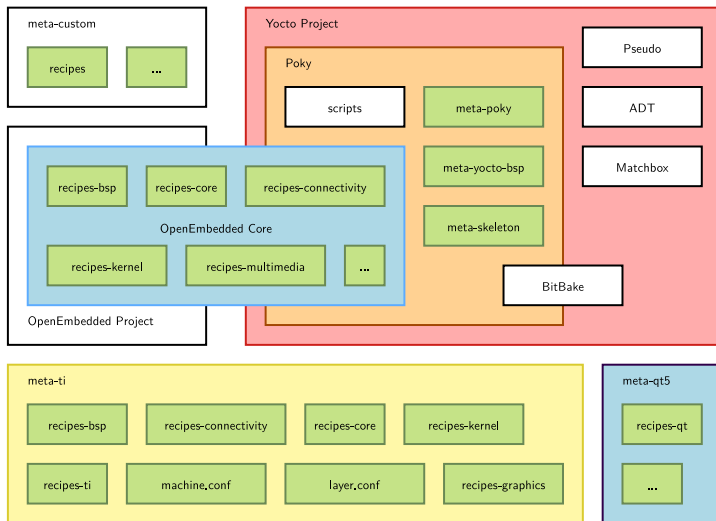 meta-custom
recipes
...
Yocto Project
Pseudo
ADT
Matchbox
Poky
scripts
meta-poky
meta-yocto-bsp
meta-skeleton
BitBake
recipes-bsp
recipes-core
recipes-connectivity
OpenEmbedded Core
recipes-kernel
recipes-multimedia
...
OpenEmbedded Project
meta-ti
recipes-bsp
recipes-connectivity
recipes-core
recipes-kernel
recipes-ti
machine.conf
layer.conf
recipes-graphics
meta-qt5
recipes-qt
...